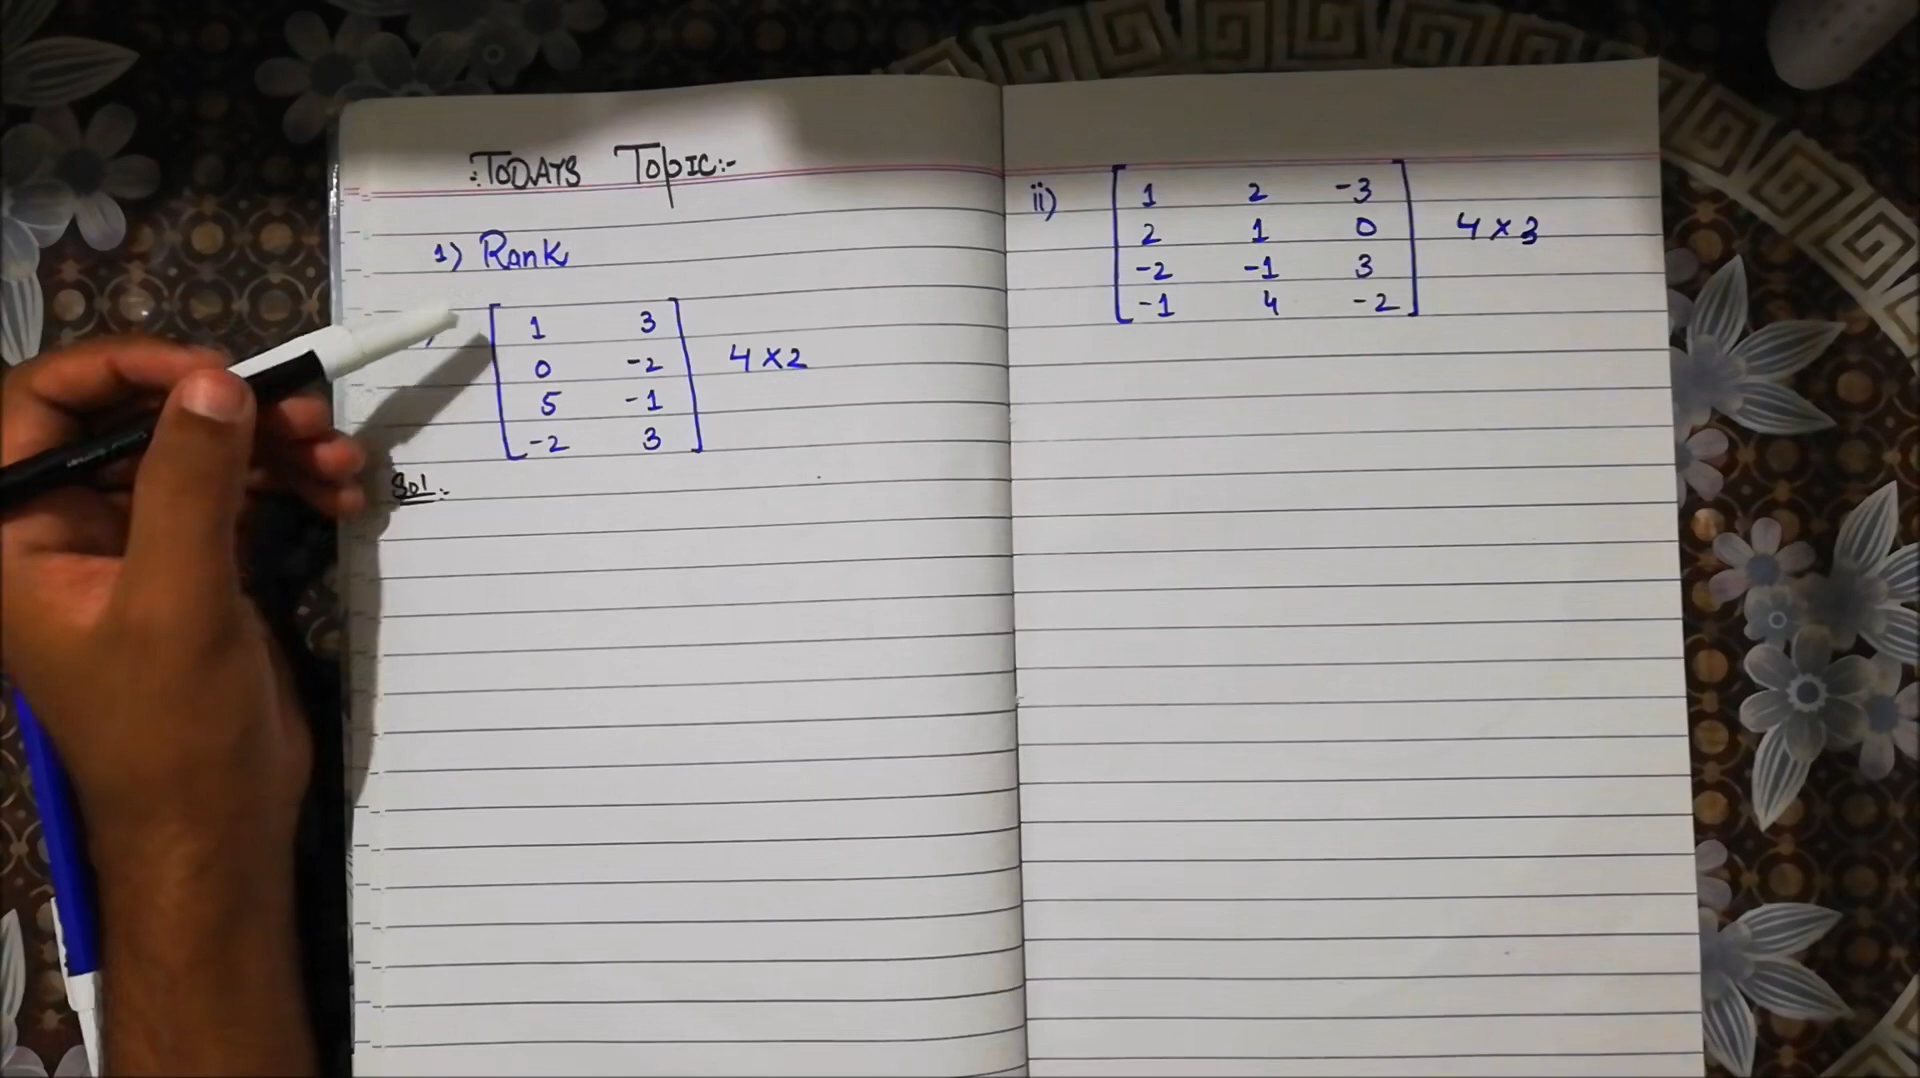 :TODAYS TopIC:-
1) Rank
1 3
0 -2
5 -1
-2 3
4 × 2
Sol:
ii)
1 2 -3
2 1 0
-2 -1 3
-1 4 -2
4 × 3